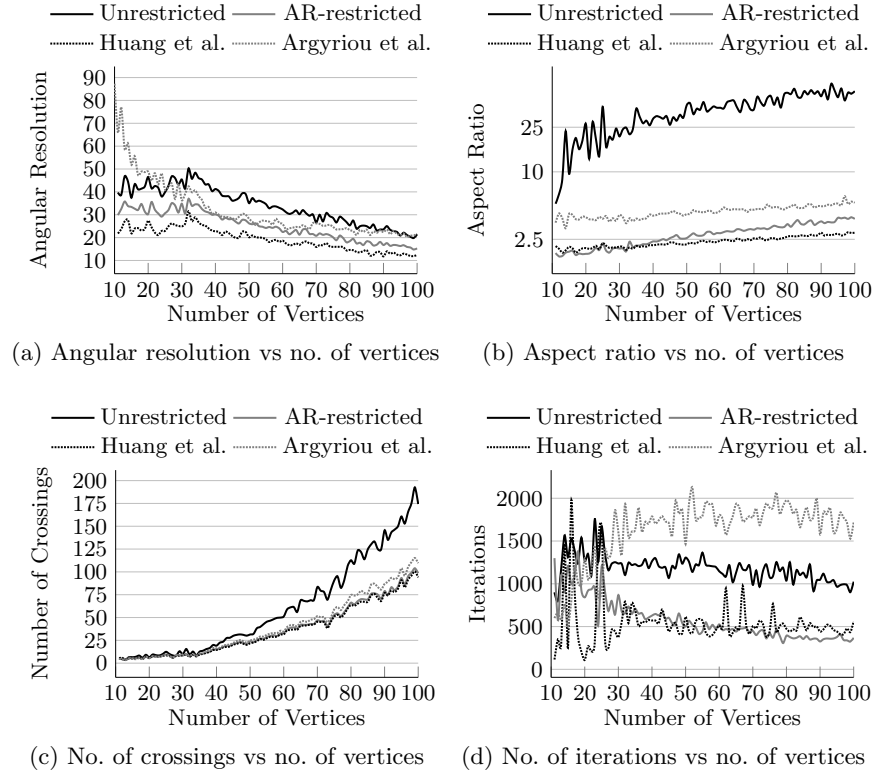 Unrestricted AR-restricted
Huang et al. Argyriou et al.
Angular Resolution
90
80
70
60
50
40
30
20
10
10 20 30 40 50 60 70 80 90 100
Number of Vertices
(a) Angular resolution vs no. of vertices
Unrestricted AR-restricted
Huang et al. Argyriou et al.
Aspect Ratio
25
10
2.5
10 20 30 40 50 60 70 80 90 100
Number of Vertices
(b) Aspect ratio vs no. of vertices
Unrestricted AR-restricted
Huang et al. Argyriou et al.
Number of Crossings
200
175
150
125
100
75
50
25
0
10 20 30 40 50 60 70 80 90 100
Number of Vertices
(c) No. of crossings vs no. of vertices
Unrestricted AR-restricted
Huang et al. Argyriou et al.
Iterations
2000
1500
1000
500
0
10 20 30 40 50 60 70 80 90 100
Number of Vertices
(d) No. of iterations vs no. of vertices